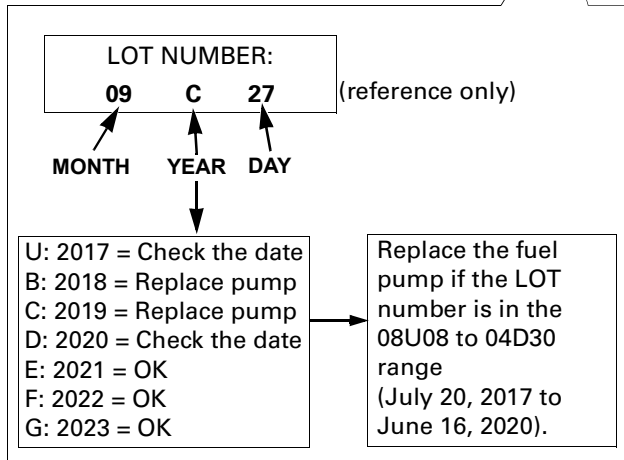 LOT NUMBER:
09 C 27
(reference only)
MONTH YEAR DAY
U: 2017 = Check the date
B: 2018 = Replace pump
C: 2019 = Replace pump
D: 2020 = Check the date
E: 2021 = OK
F: 2022 = OK
G: 2023 = OK
Replace the fuel
pump if the LOT
number is in the
08U08 to 04D30
range
(July 20, 2017 to
June 16, 2020).